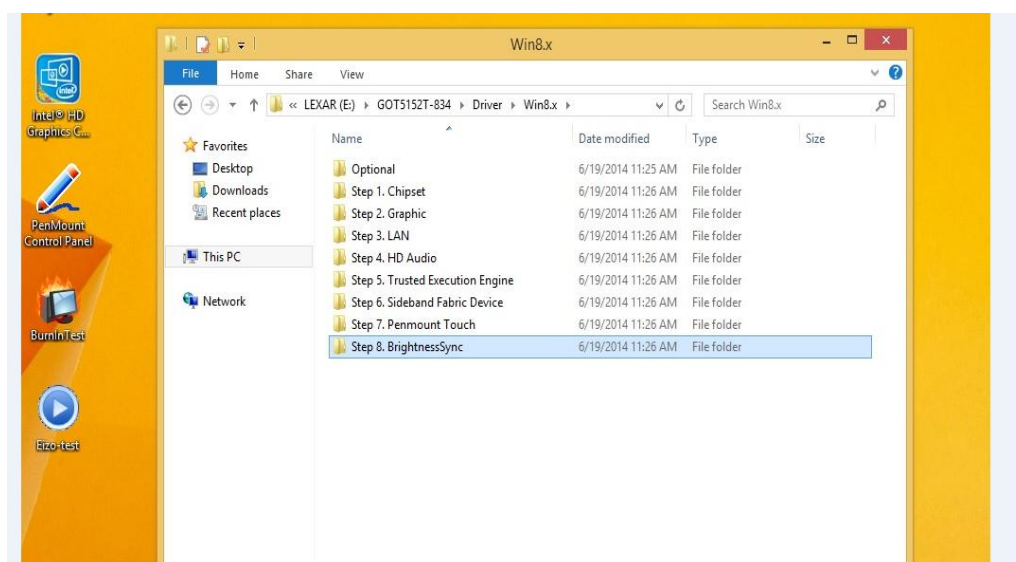 Win8.x
File Home Share View
« LEXAR (E:) GOT5152T-834 Driver Win8.x
Search Win8.x
Name Date modified Type Size
Favorites
Desktop
Downloads
Recent places
This PC
Network
Optional 6/19/2014 11:25 AM File folder
Step 1. Chipset 6/19/2014 11:26 AM File folder
Step 2. Graphic 6/19/2014 11:26 AM File folder
Step 3. LAN 6/19/2014 11:26 AM File folder
Step 4. HD Audio 6/19/2014 11:26 AM File folder
Step 5. Trusted Execution Engine 6/19/2014 11:26 AM File folder
Step 6. Sideband Fabric Device 6/19/2014 11:26 AM File folder
Step 7. Penmount Touch 6/19/2014 11:26 AM File folder
Step 8. BrightnessSync 6/19/2014 11:26 AM File folder
intel
Intel® HD
Graphics C...
PenMount
Control Panel
BurnInTest
Eizo-test